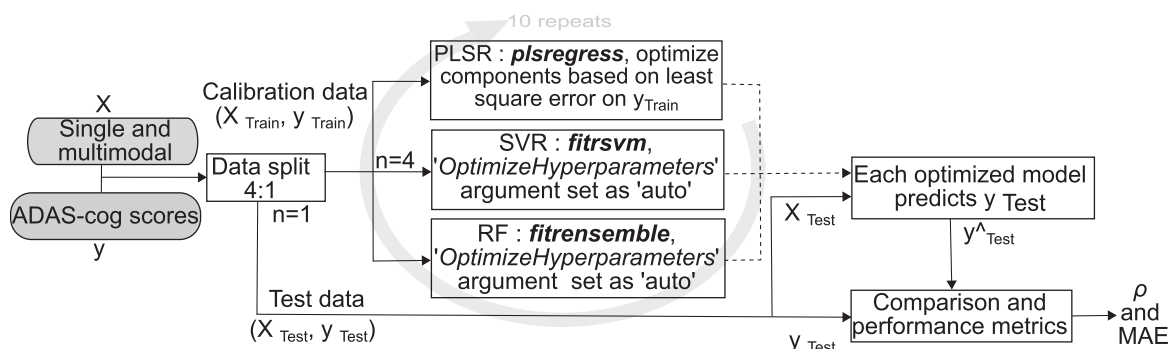 10 repeats
PLSR : plsregress, optimize
components based on least
square error on yTrain
Calibration data
(X Train, y Train)
X
Single and
multimodal
ADAS-cog scores
y
Data split
4:1
n=4
n=1
SVR : fitrsvm,
'OptimizeHyperparameters'
argument set as 'auto'
RF : fitrensemble,
'OptimizeHyperparameters'
argument set as 'auto'
Test data
(X Test, y Test)
X Test
Each optimized model
predicts y Test
y^Test
y Test
Comparison and
performance metrics
ρ
and
MAE